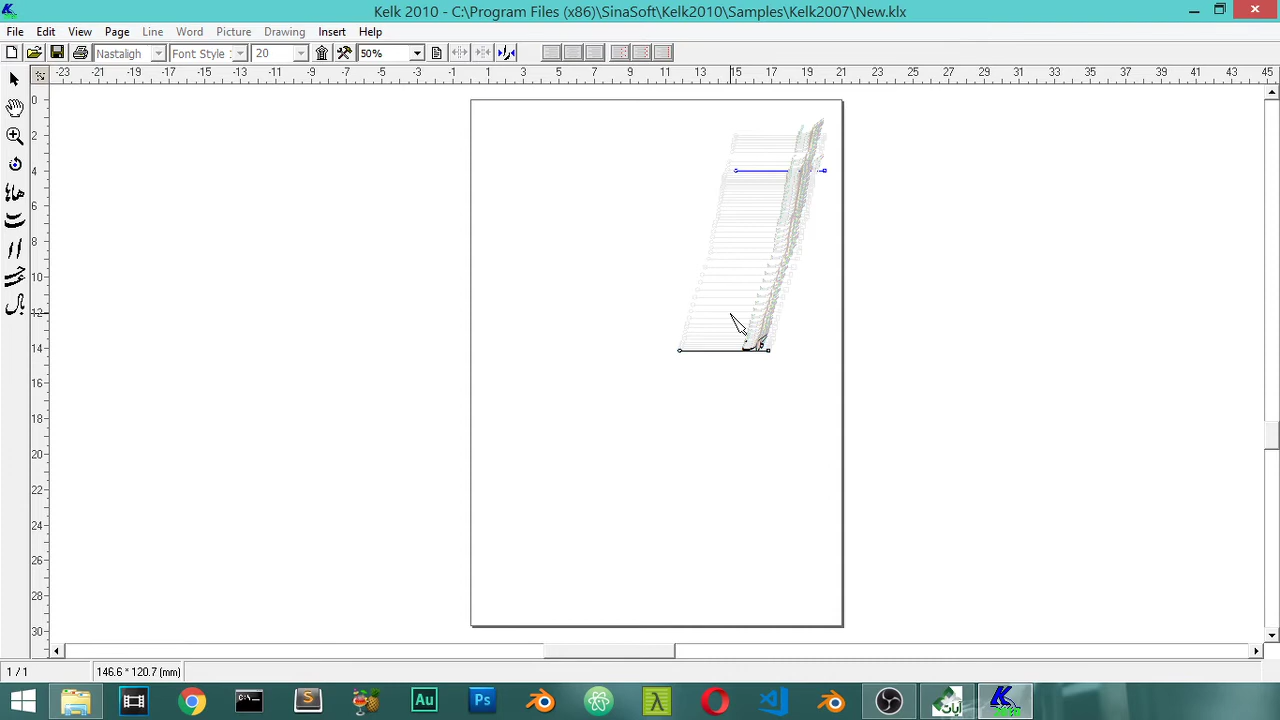 Kelk 2010 - C:\Program Files (x86)\SinaSoft\Kelk2010\Samples\Kelk2007\New.klx
File Edit View Page Line Word Picture Drawing Insert Help
Nastaligh Font Style 20 50%
-23 -21 -19 -17 -15 -13 -11 -9 -7 -5 -3 -1 1 3 5 7 9 11 13 15 17 19 21 23 25 27 29 31 33 35 37 39 41 43 45
0
2
4
6
8
10
12
14
16
18
20
22
24
26
28
30
1 / 1 146.6 * 120.7 (mm)
Au Ps